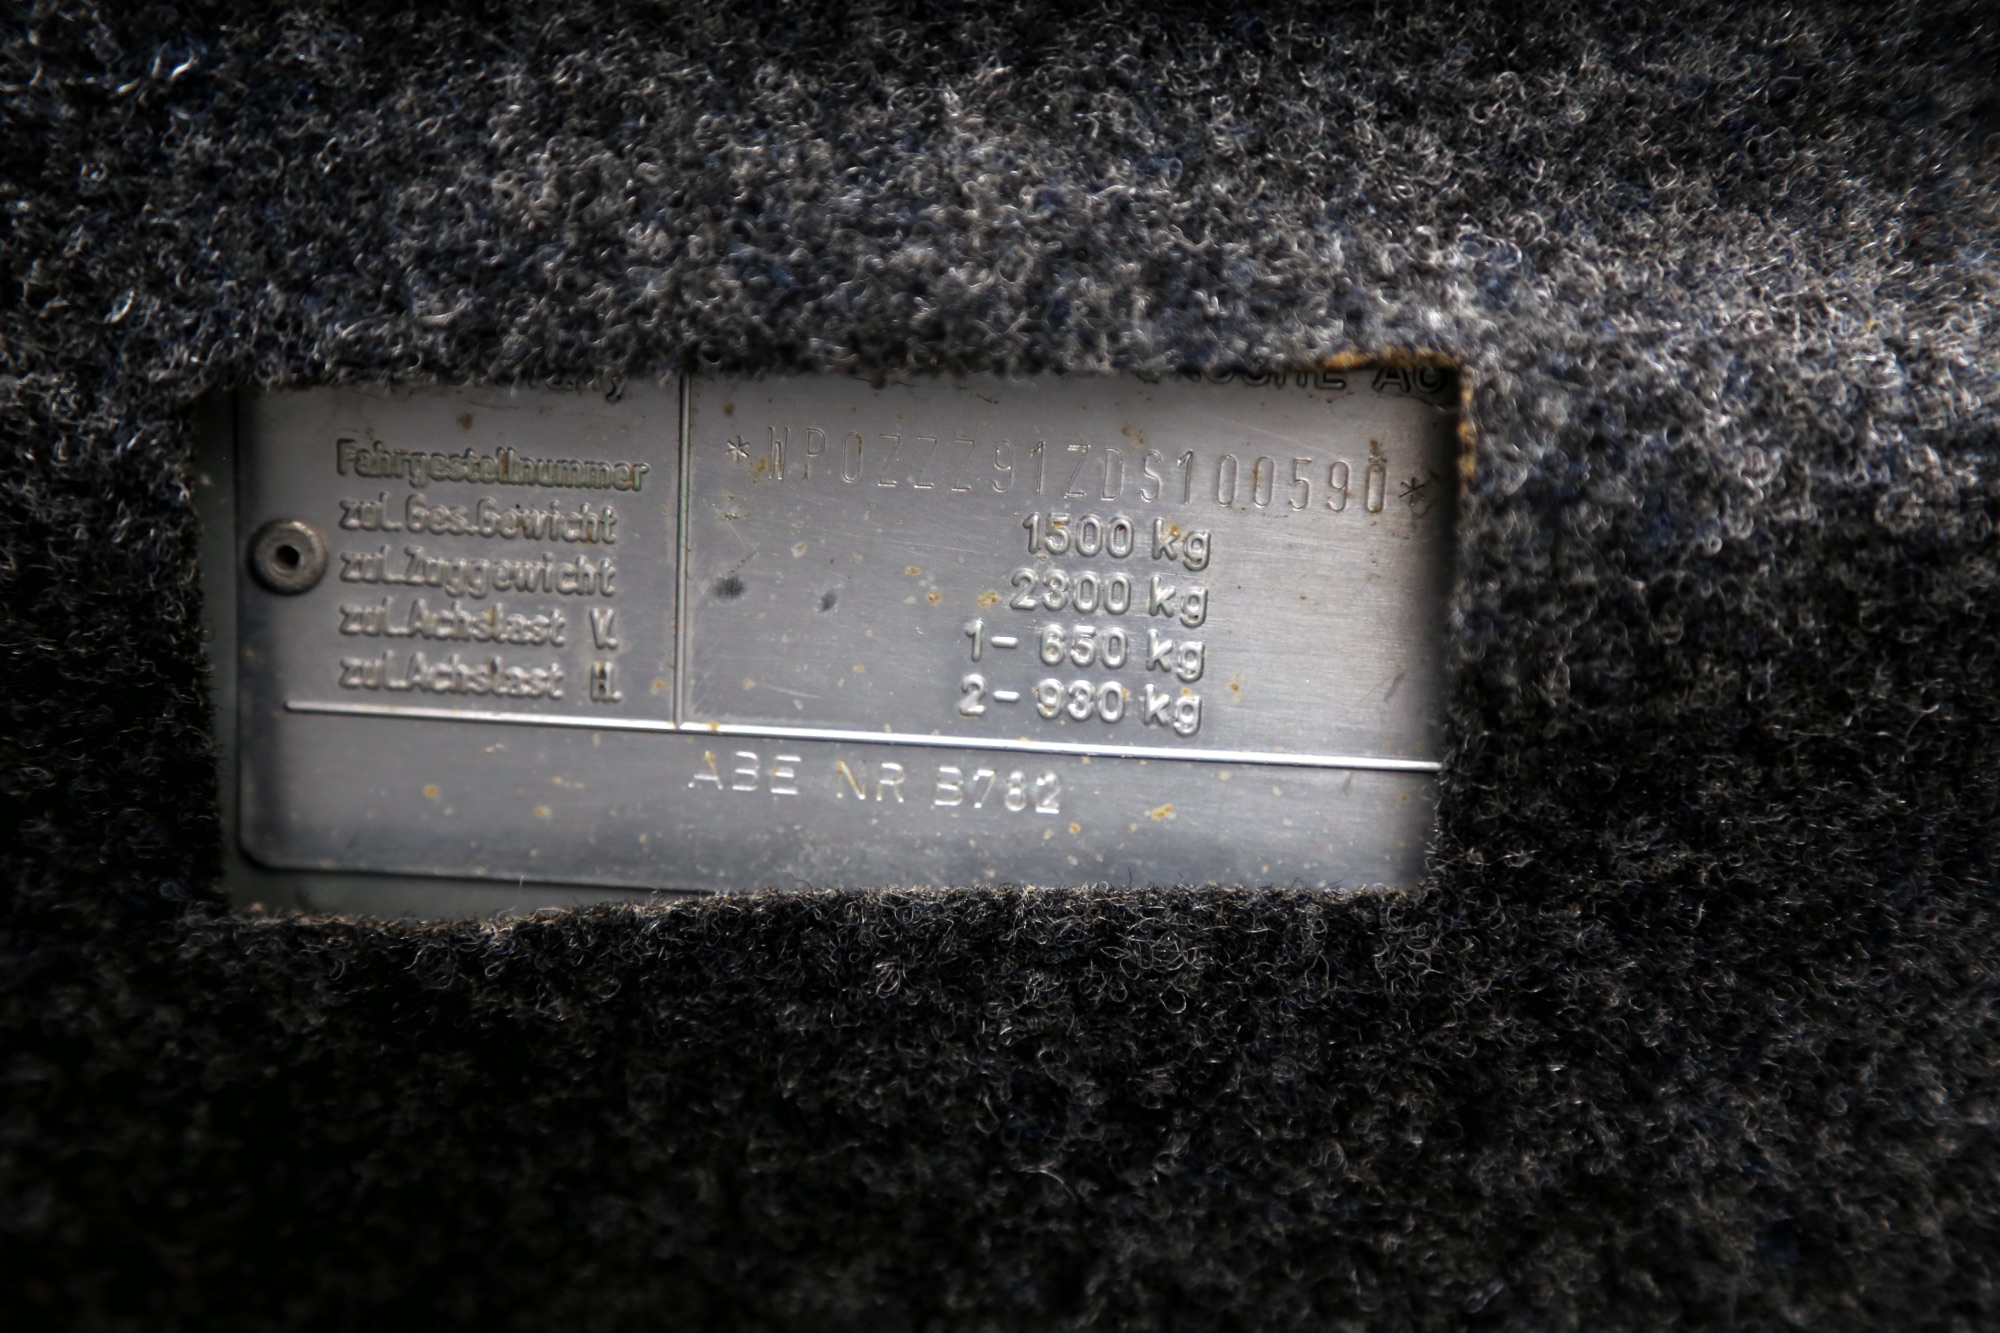 *WP0ZZZ91ZDS100590*
Fahrgestellnummer
zul. Ges.Gewicht 1500 kg
zul.Zuggewicht 2300 kg
zul.Achslast V. 1- 650 kg
zul.Achslast H. 2- 930 kg
ABE NR B782